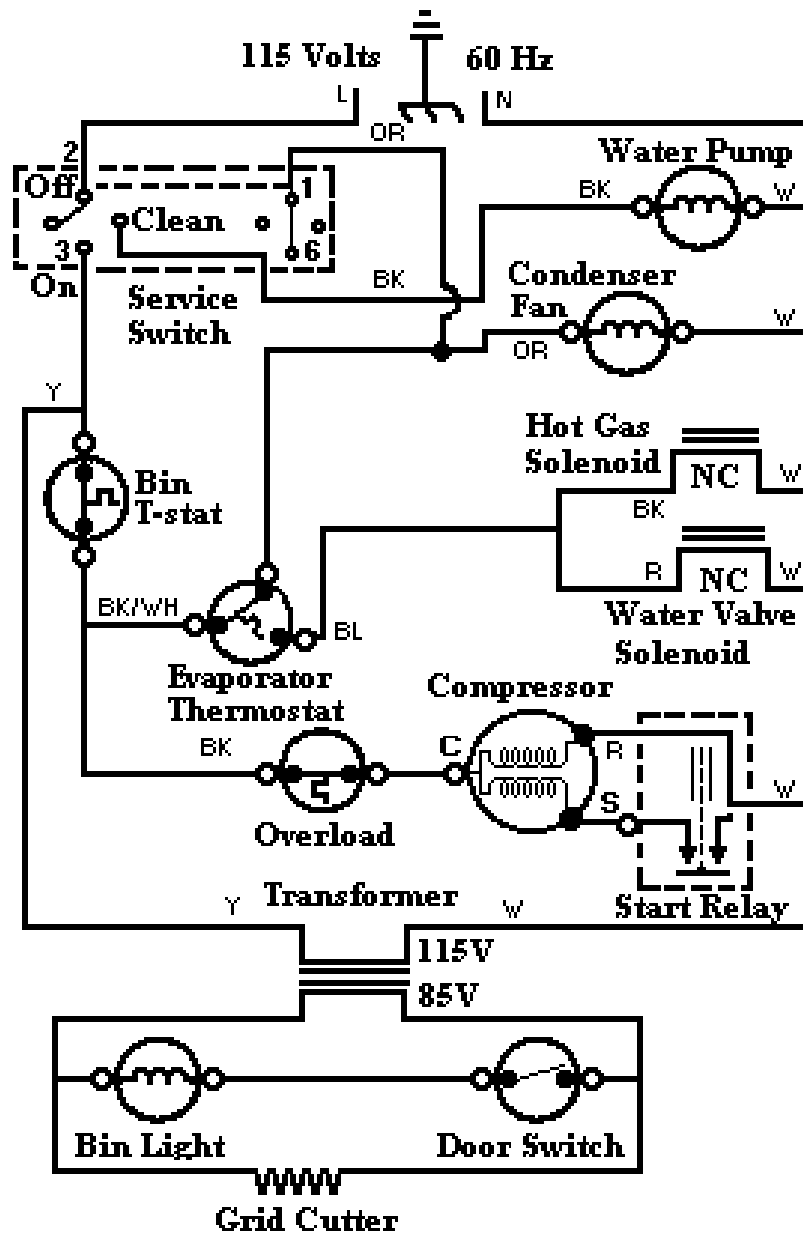 115 Volts
60 Hz
L
N
OR
2
Water Pump
Off
1
BK
W
Clean
3
6
On
BK
Condenser
Fan
Service
Switch
W
OR
Y
Hot Gas
Solenoid
NC
W
Bin
T-stat
BK
R
NC
W
BK/WH
Water Valve
Solenoid
BL
Evaporator
Thermostat
Compressor
BK
C
R
W
S
Overload
Y
Transformer
W
Start Relay
115V
85V
Bin Light
Door Switch
Grid Cutter